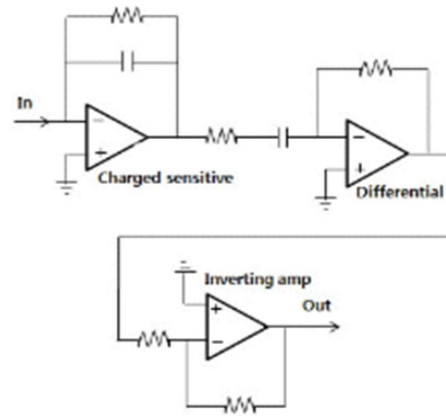 In
Charged sensitive
Differential
Inverting amp
Out